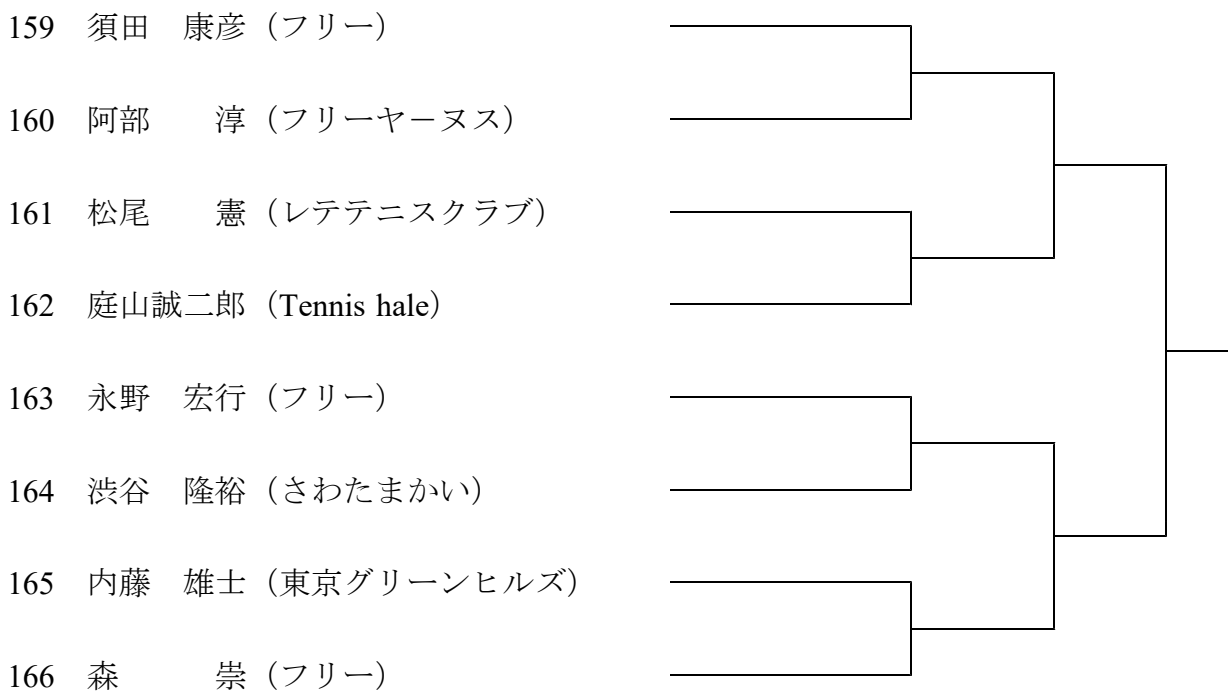 159 須田　康彦（フリー）
160 阿部　　淳（フリーヤーヌス）
161 松尾　　憲（レテテニスクラブ）
162 庭山誠二郎（Tennis hale）
163 永野　宏行（フリー）
164 渋谷　隆裕（さわたまかい）
165 内藤　雄士（東京グリーンヒルズ）
166 森　　　崇（フリー）